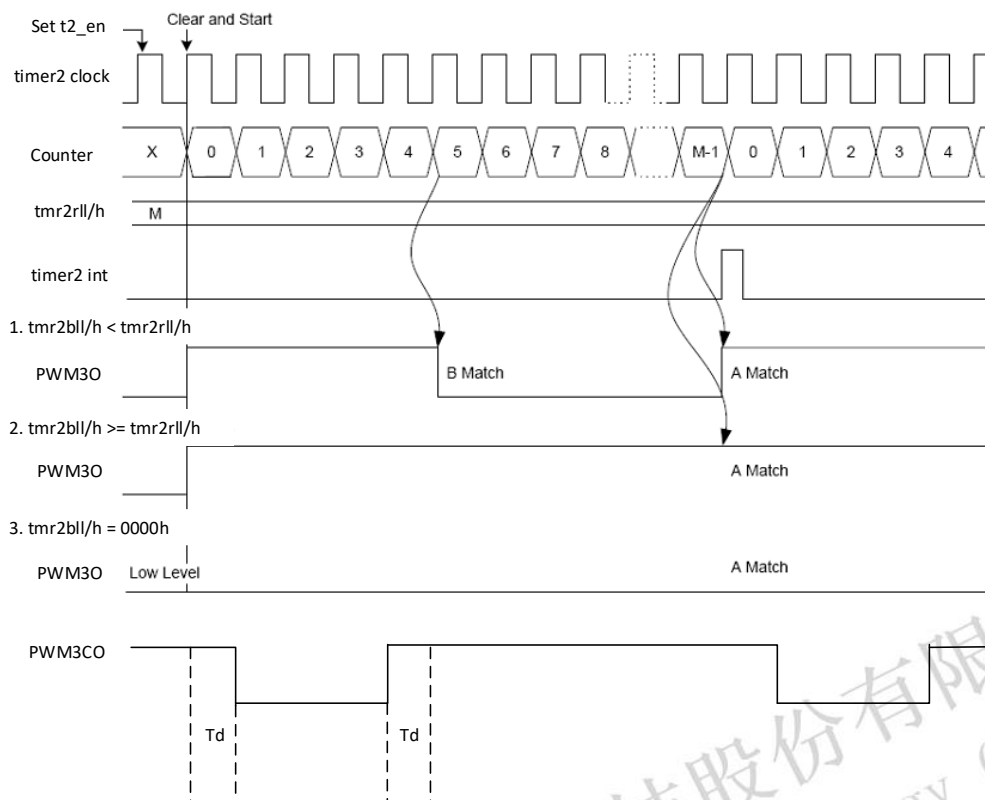 Set t2_en
Clear and Start
timer2 clock
Counter X 0 1 2 3 4 5 6 7 8 M-1 0 1 2 3 4
tmr2rll/h M
timer2 int
1. tmr2bll/h < tmr2rll/h
PWM3O B Match A Match
2. tmr2bll/h >= tmr2rll/h
PWM3O A Match
3. tmr2bll/h = 0000h
PWM3O Low Level A Match
PWM3CO
Td Td
股份有限